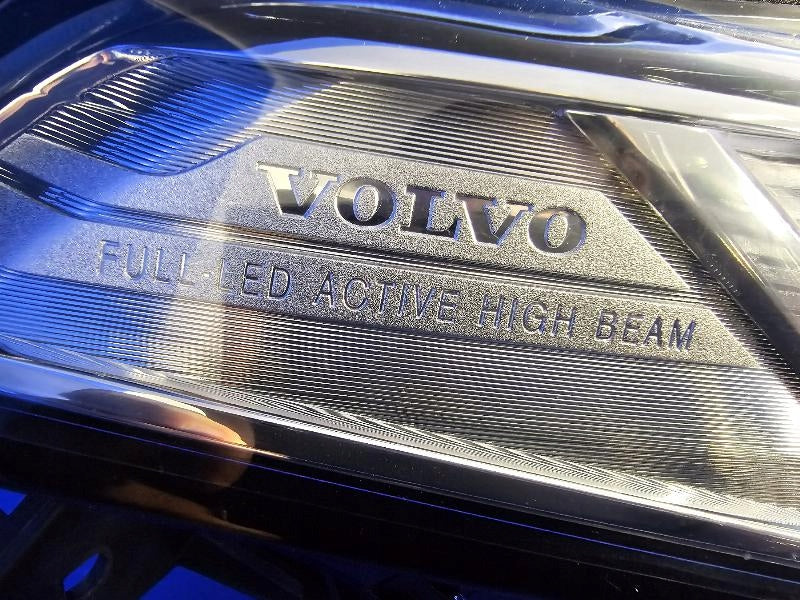 VOLVO
FULL-LED ACTIVE HIGH BEAM